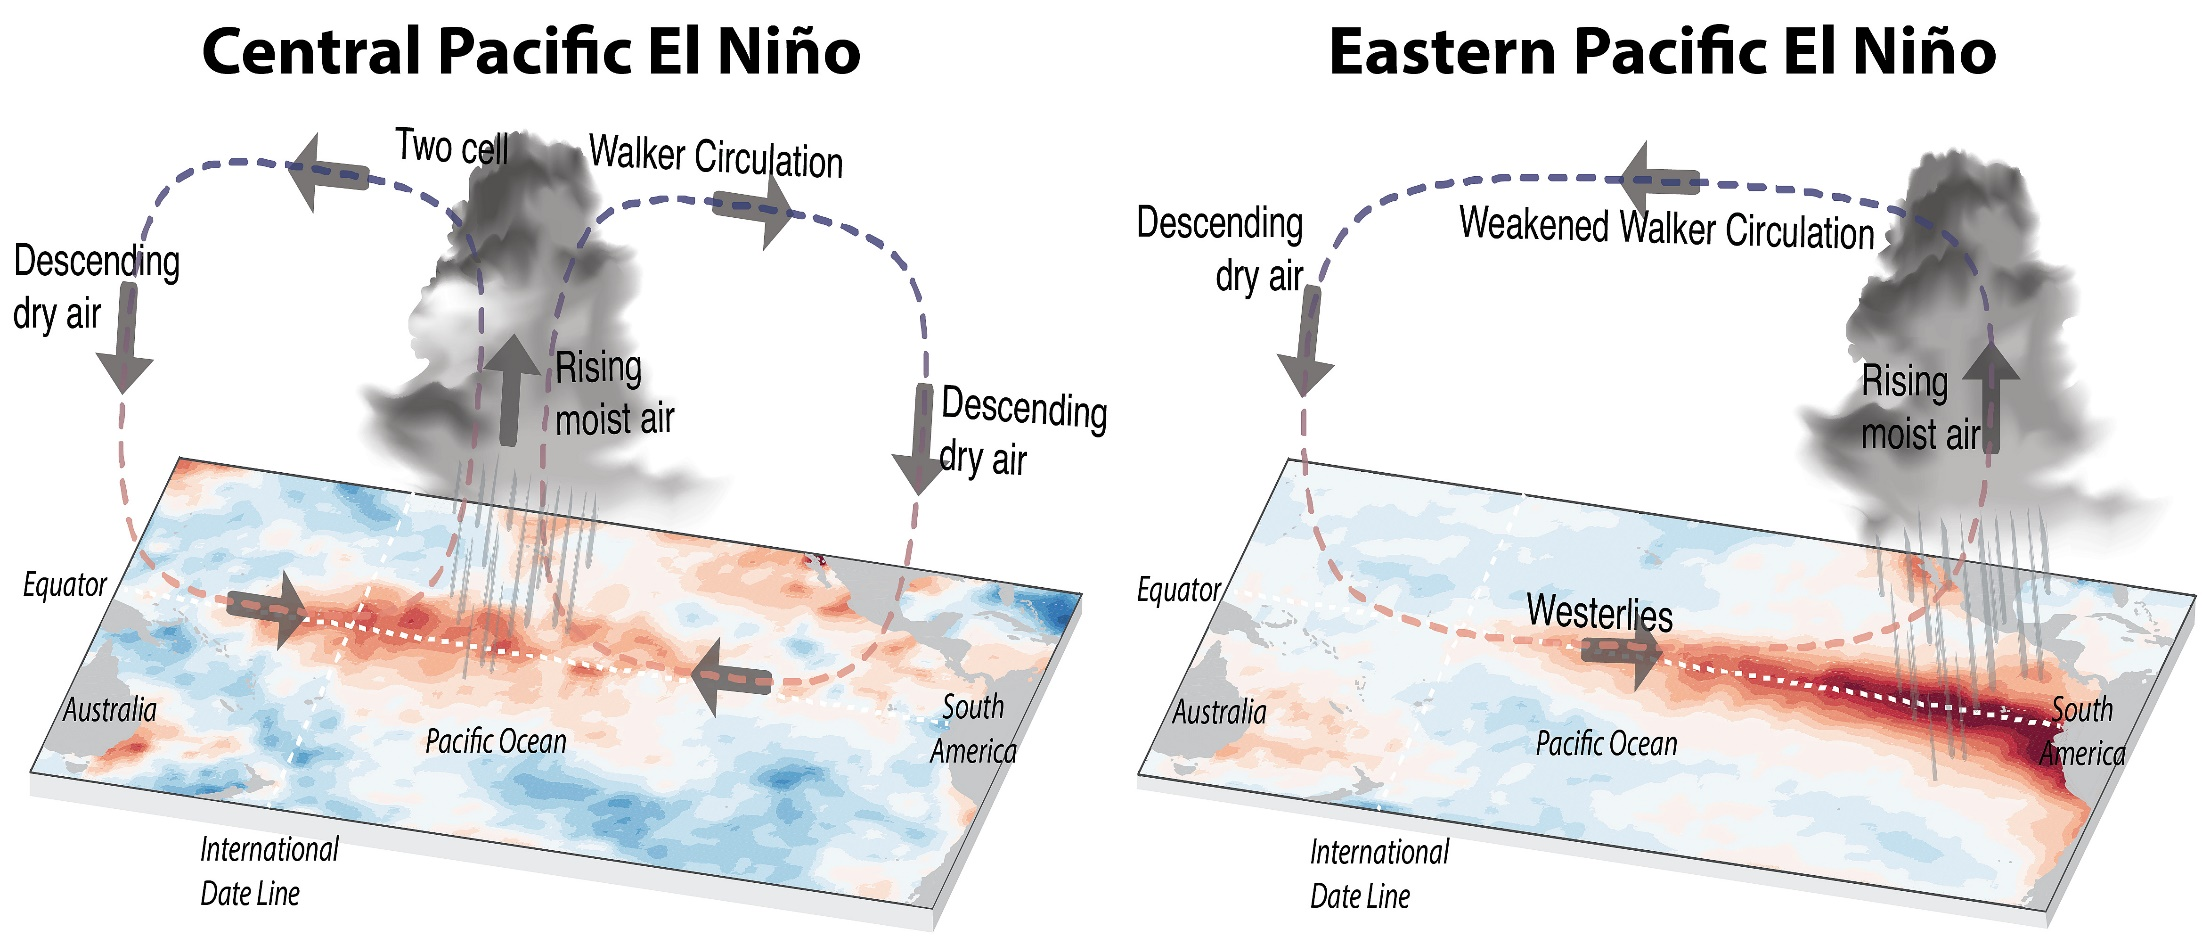 Central Pacific El Niño
Two cell
Walker Circulation
Descending
dry air
Rising
moist air
Descending
dry air
Equator
Australia
Pacific Ocean
South
America
International
Date Line
Eastern Pacific El Niño
Descending
dry air
Weakened Walker Circulation
Rising
moist air
Equator
Westerlies
Australia
Pacific Ocean
South
America
International
Date Line